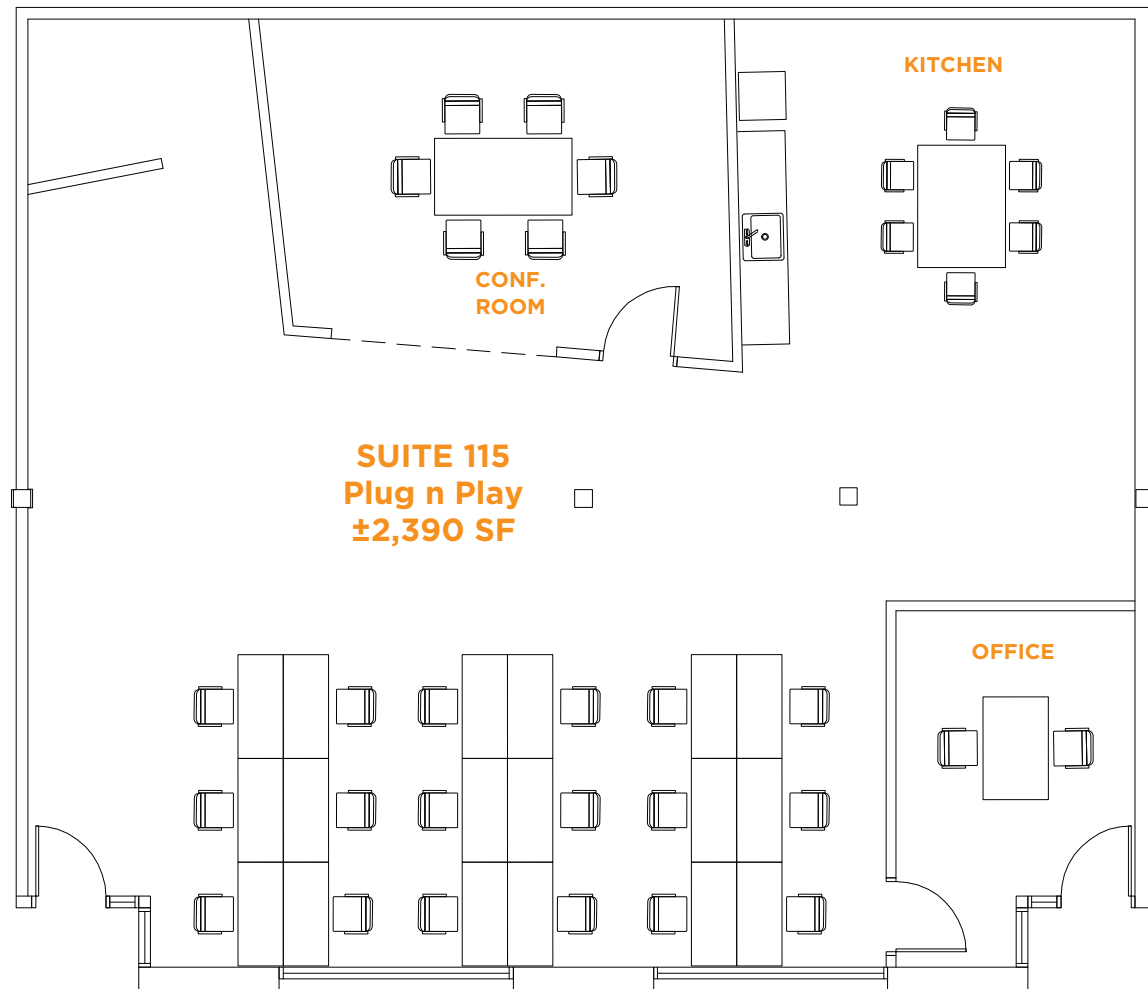 KITCHEN
CONF.
ROOM
SUITE 115
Plug n Play
±2,390 SF
OFFICE